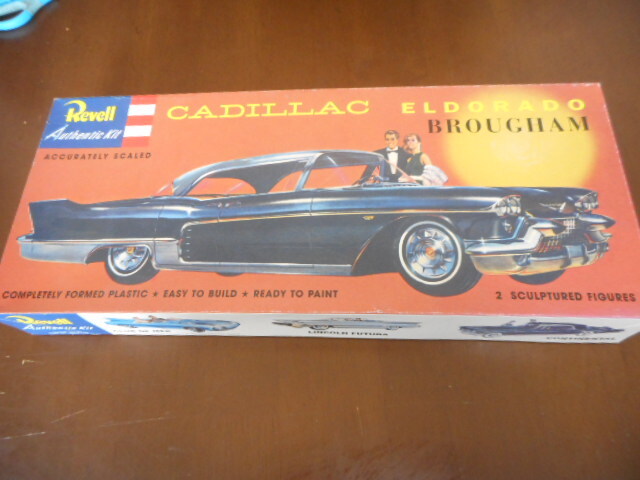 Revell
Authentic Kit
ACCURATELY SCALED
CADILLAC ELDORADO
BROUGHAM
COMPLETELY FORMED PLASTIC ★ EASY TO BUILD ★ READY TO PAINT
2 SCULPTURED FIGURES
Revell
Authentic Kit
LINCOLN FUTURA
CONTINENTAL